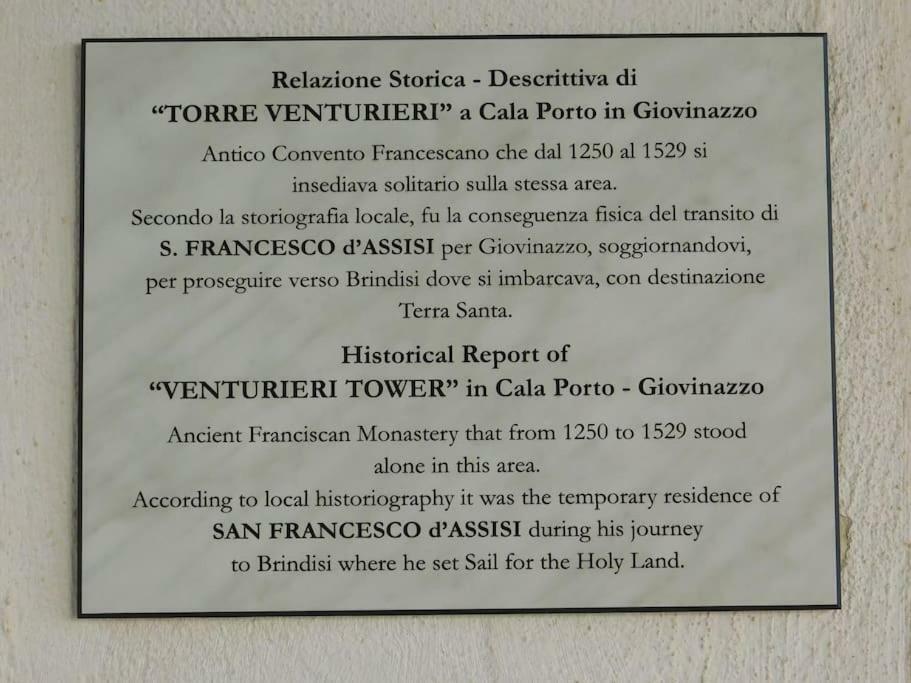 Relazione Storica - Descrittiva di
“TORRE VENTURIERI” a Cala Porto in Giovinazzo
Antico Convento Francescano che dal 1250 al 1529 si
insediava solitario sulla stessa area.
Secondo la storiografia locale, fu la conseguenza fisica del transito di
S. FRANCESCO d’ASSISI per Giovinazzo, soggiornandovi,
per proseguire verso Brindisi dove si imbarcava, con destinazione
Terra Santa.
Historical Report of
“VENTURIERI TOWER” in Cala Porto - Giovinazzo
Ancient Franciscan Monastery that from 1250 to 1529 stood
alone in this area.
According to local historiography it was the temporary residence of
SAN FRANCESCO d’ASSISI during his journey
to Brindisi where he set Sail for the Holy Land.